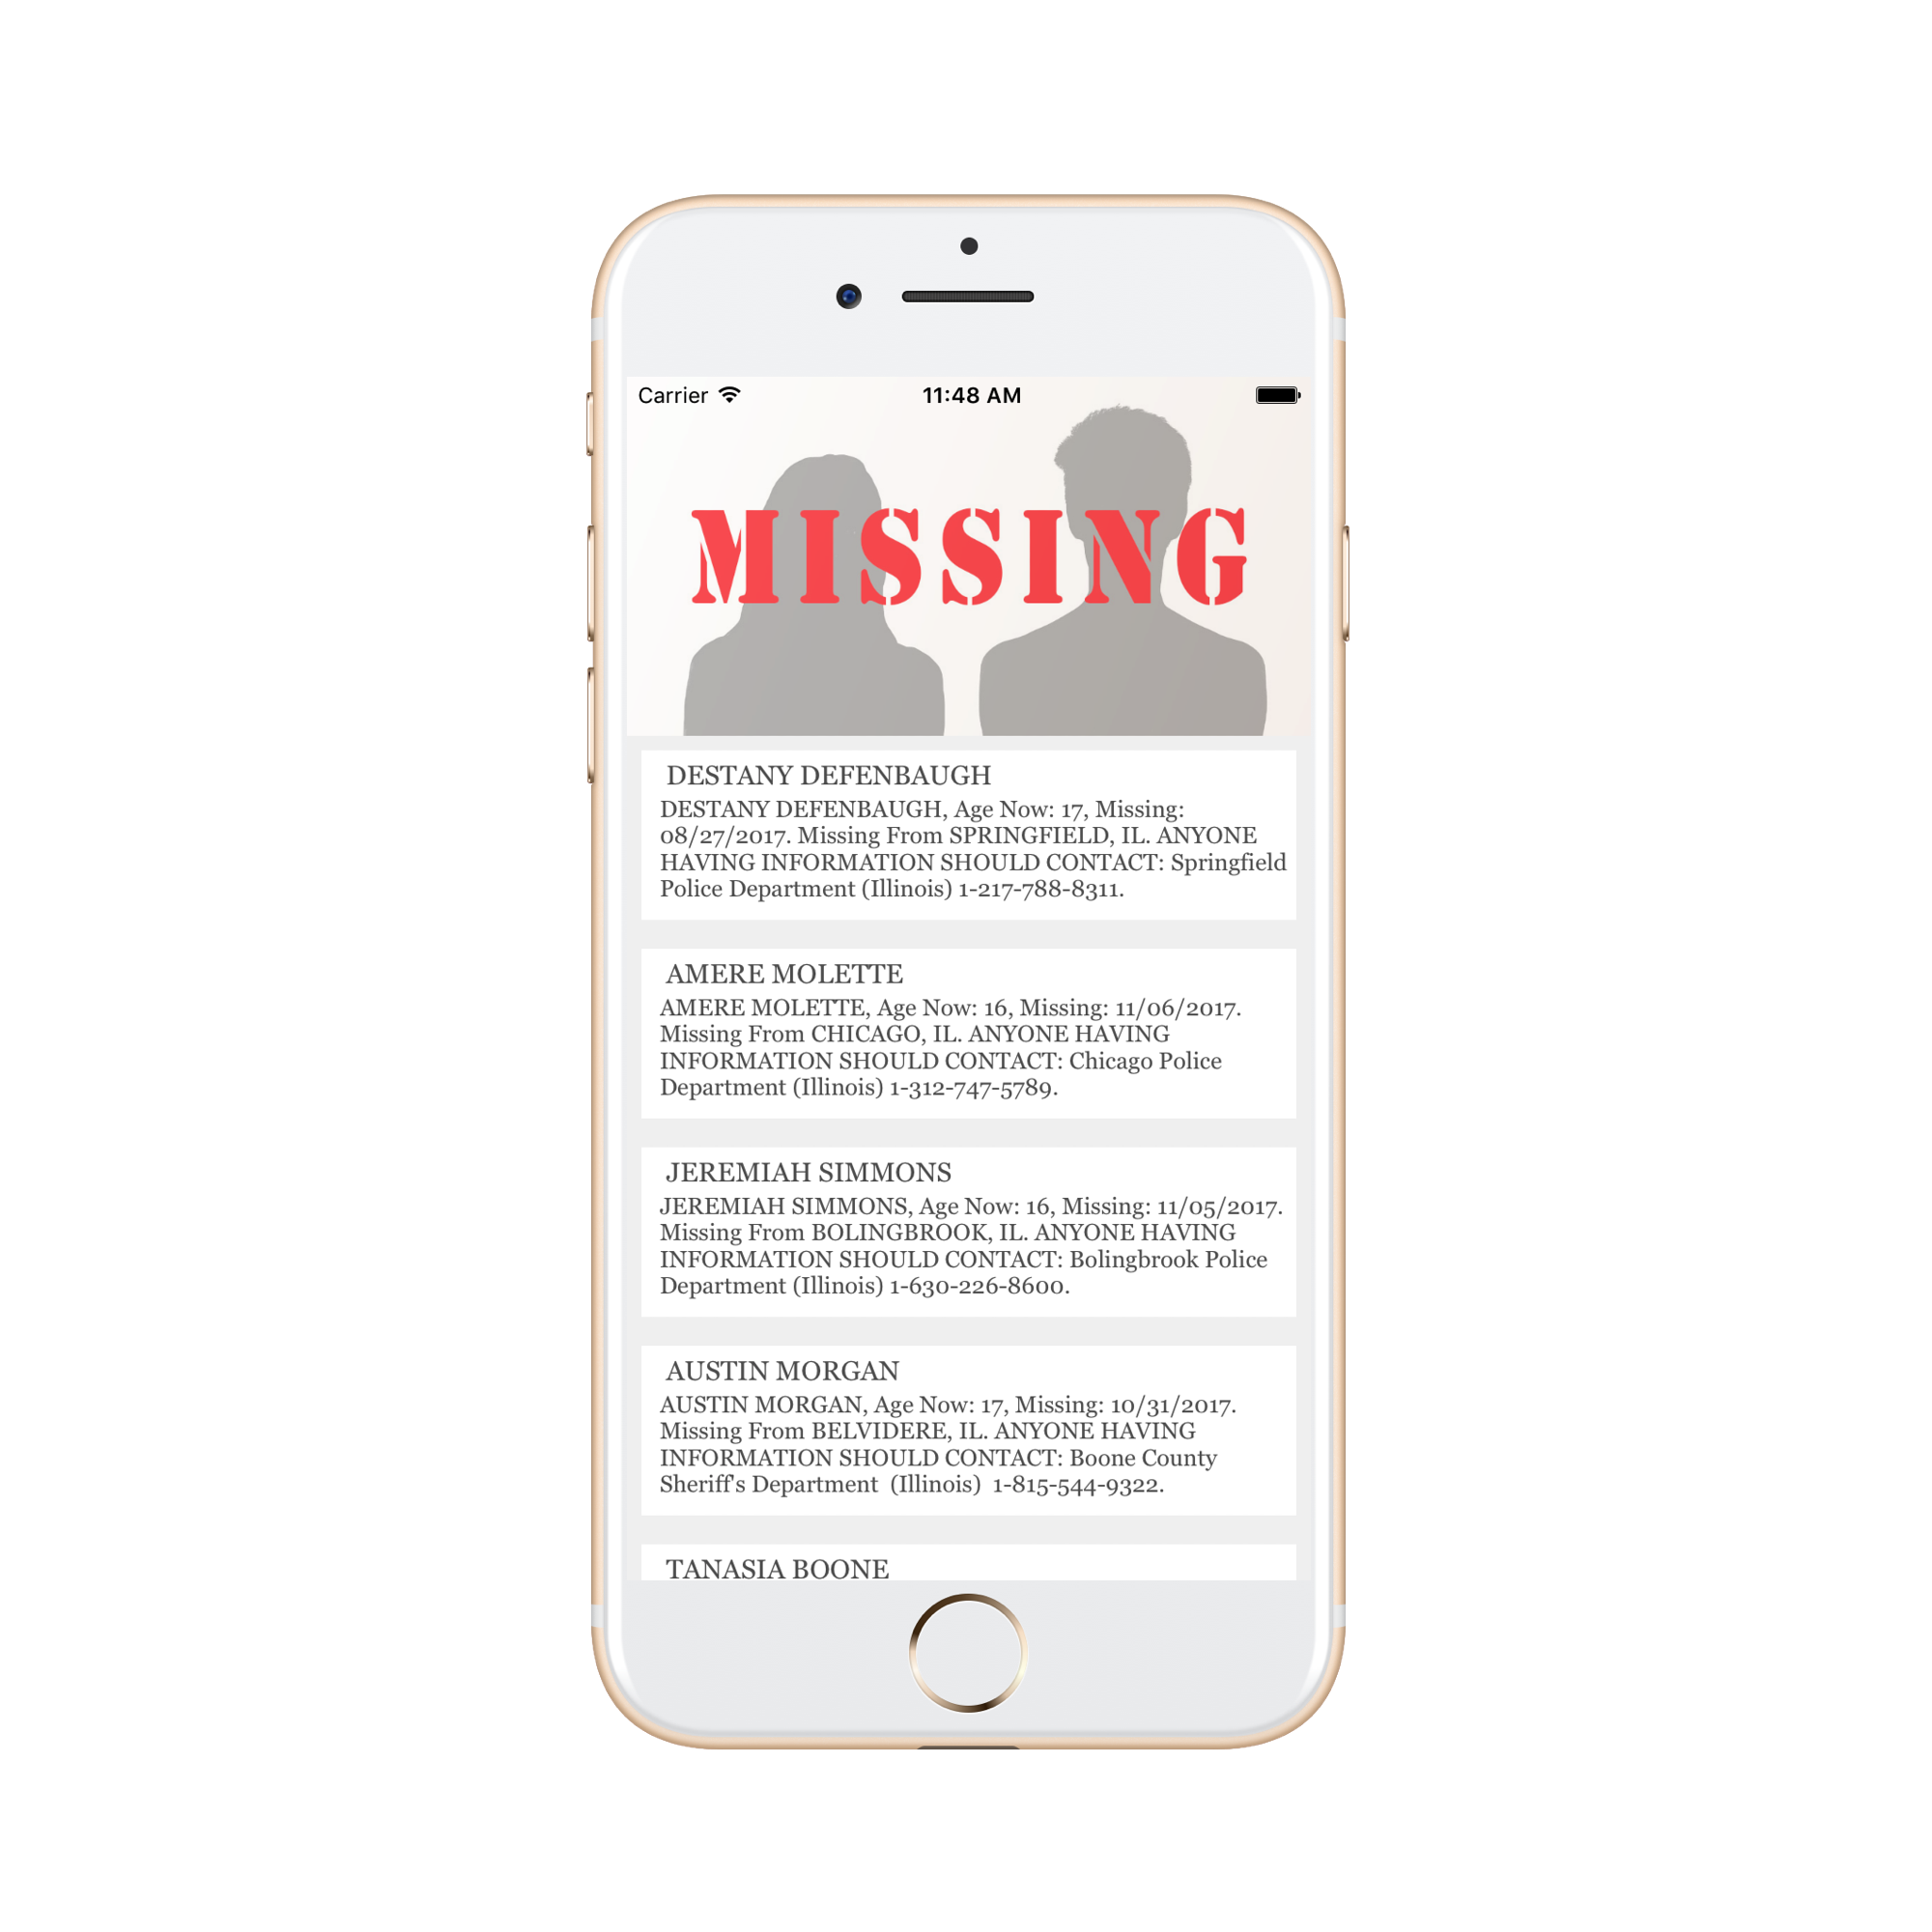 Carrier 11:48 AM
MISSING
DESTANY DEFENBAUGH
DESTANY DEFENBAUGH, Age Now: 17, Missing:
08/27/2017. Missing From SPRINGFIELD, IL. ANYONE
HAVING INFORMATION SHOULD CONTACT: Springfield
Police Department (Illinois) 1-217-788-8311.
AMERE MOLETTE
AMERE MOLETTE, Age Now: 16, Missing: 11/06/2017.
Missing From CHICAGO, IL. ANYONE HAVING
INFORMATION SHOULD CONTACT: Chicago Police
Department (Illinois) 1-312-747-5789.
JEREMIAH SIMMONS
JEREMIAH SIMMONS, Age Now: 16, Missing: 11/05/2017.
Missing From BOLINGBROOK, IL. ANYONE HAVING
INFORMATION SHOULD CONTACT: Bolingbrook Police
Department (Illinois) 1-630-226-8600.
AUSTIN MORGAN
AUSTIN MORGAN, Age Now: 17, Missing: 10/31/2017.
Missing From BELVIDERE, IL. ANYONE HAVING
INFORMATION SHOULD CONTACT: Boone County
Sheriff's Department  (Illinois)  1-815-544-9322.
TANASIA BOONE